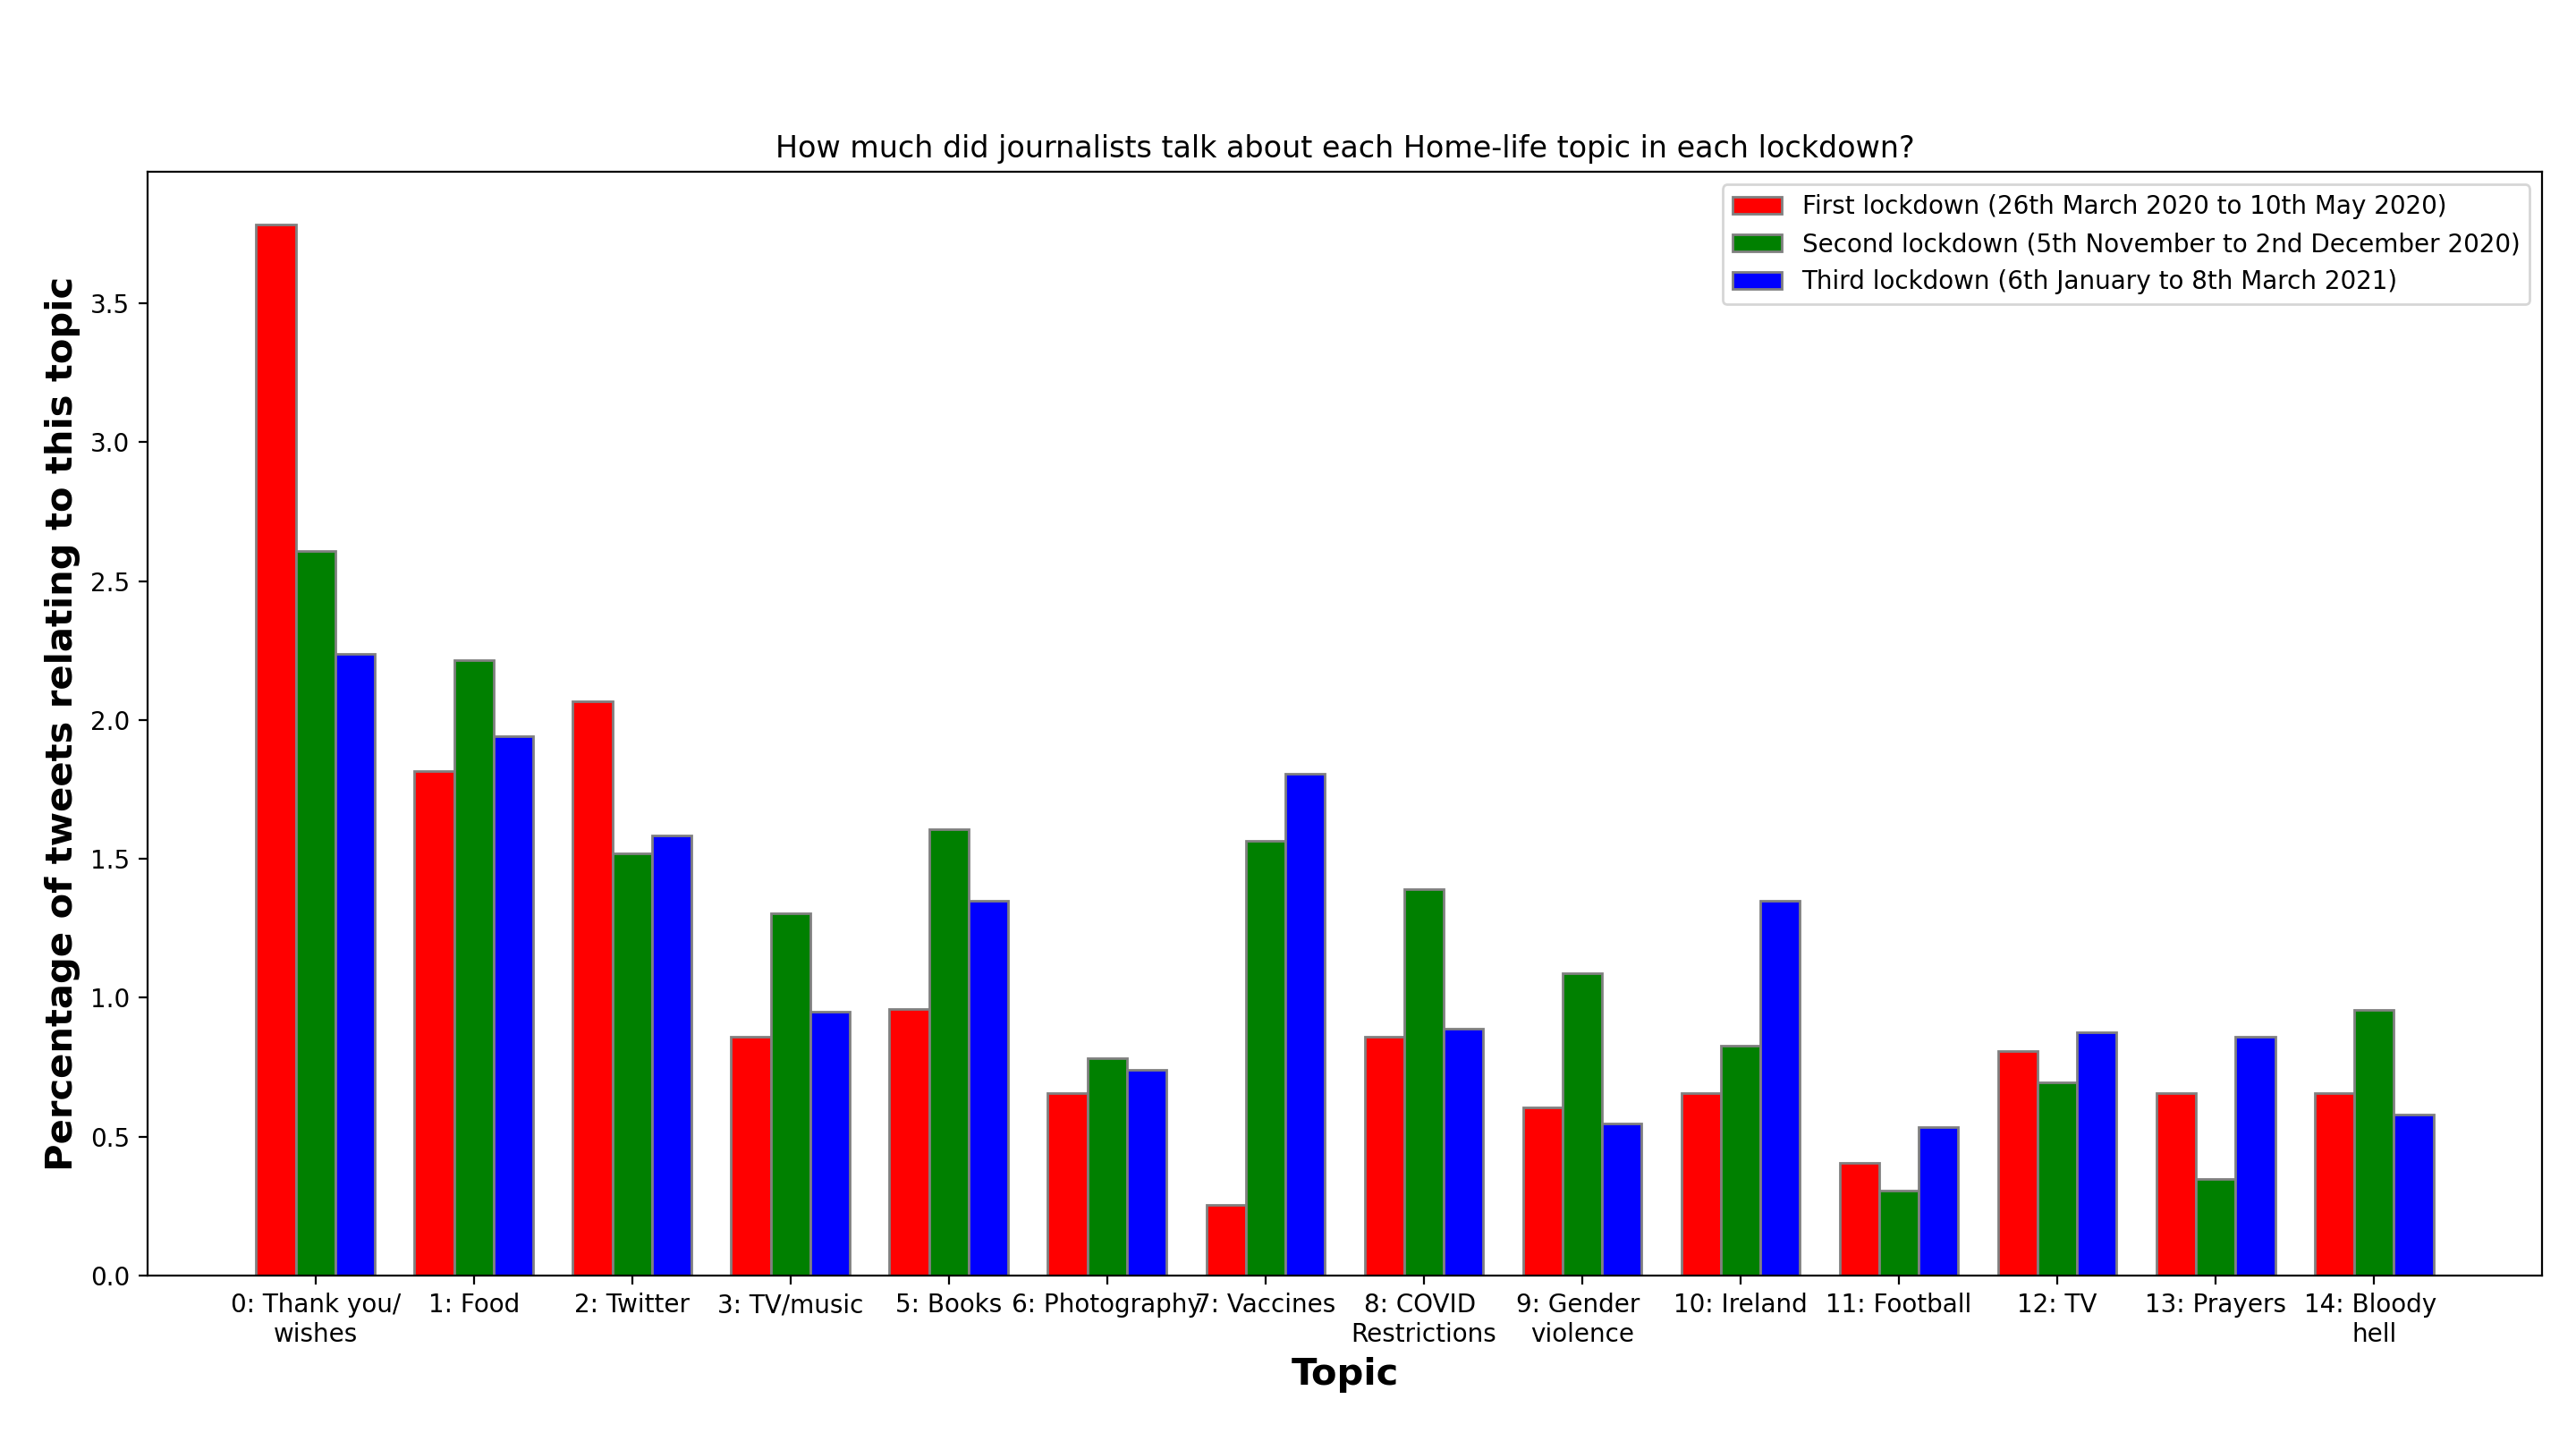 How much did journalists talk about each Home-life topic in each lockdown?
First lockdown (26th March 2020 to 10th May 2020)
Second lockdown (5th November to 2nd December 2020)
Third lockdown (6th January to 8th March 2021)
Percentage of tweets relating to this topic
3.5
3.0
2.5
2.0
1.5
1.0
0.5
0.0
0: Thank you/
wishes
1: Food
2: Twitter
3: TV/music
5: Books
6: Photography
7: Vaccines
8: COVID
Restrictions
9: Gender
violence
10: Ireland
11: Football
12: TV
13: Prayers
14: Bloody
hell
Topic